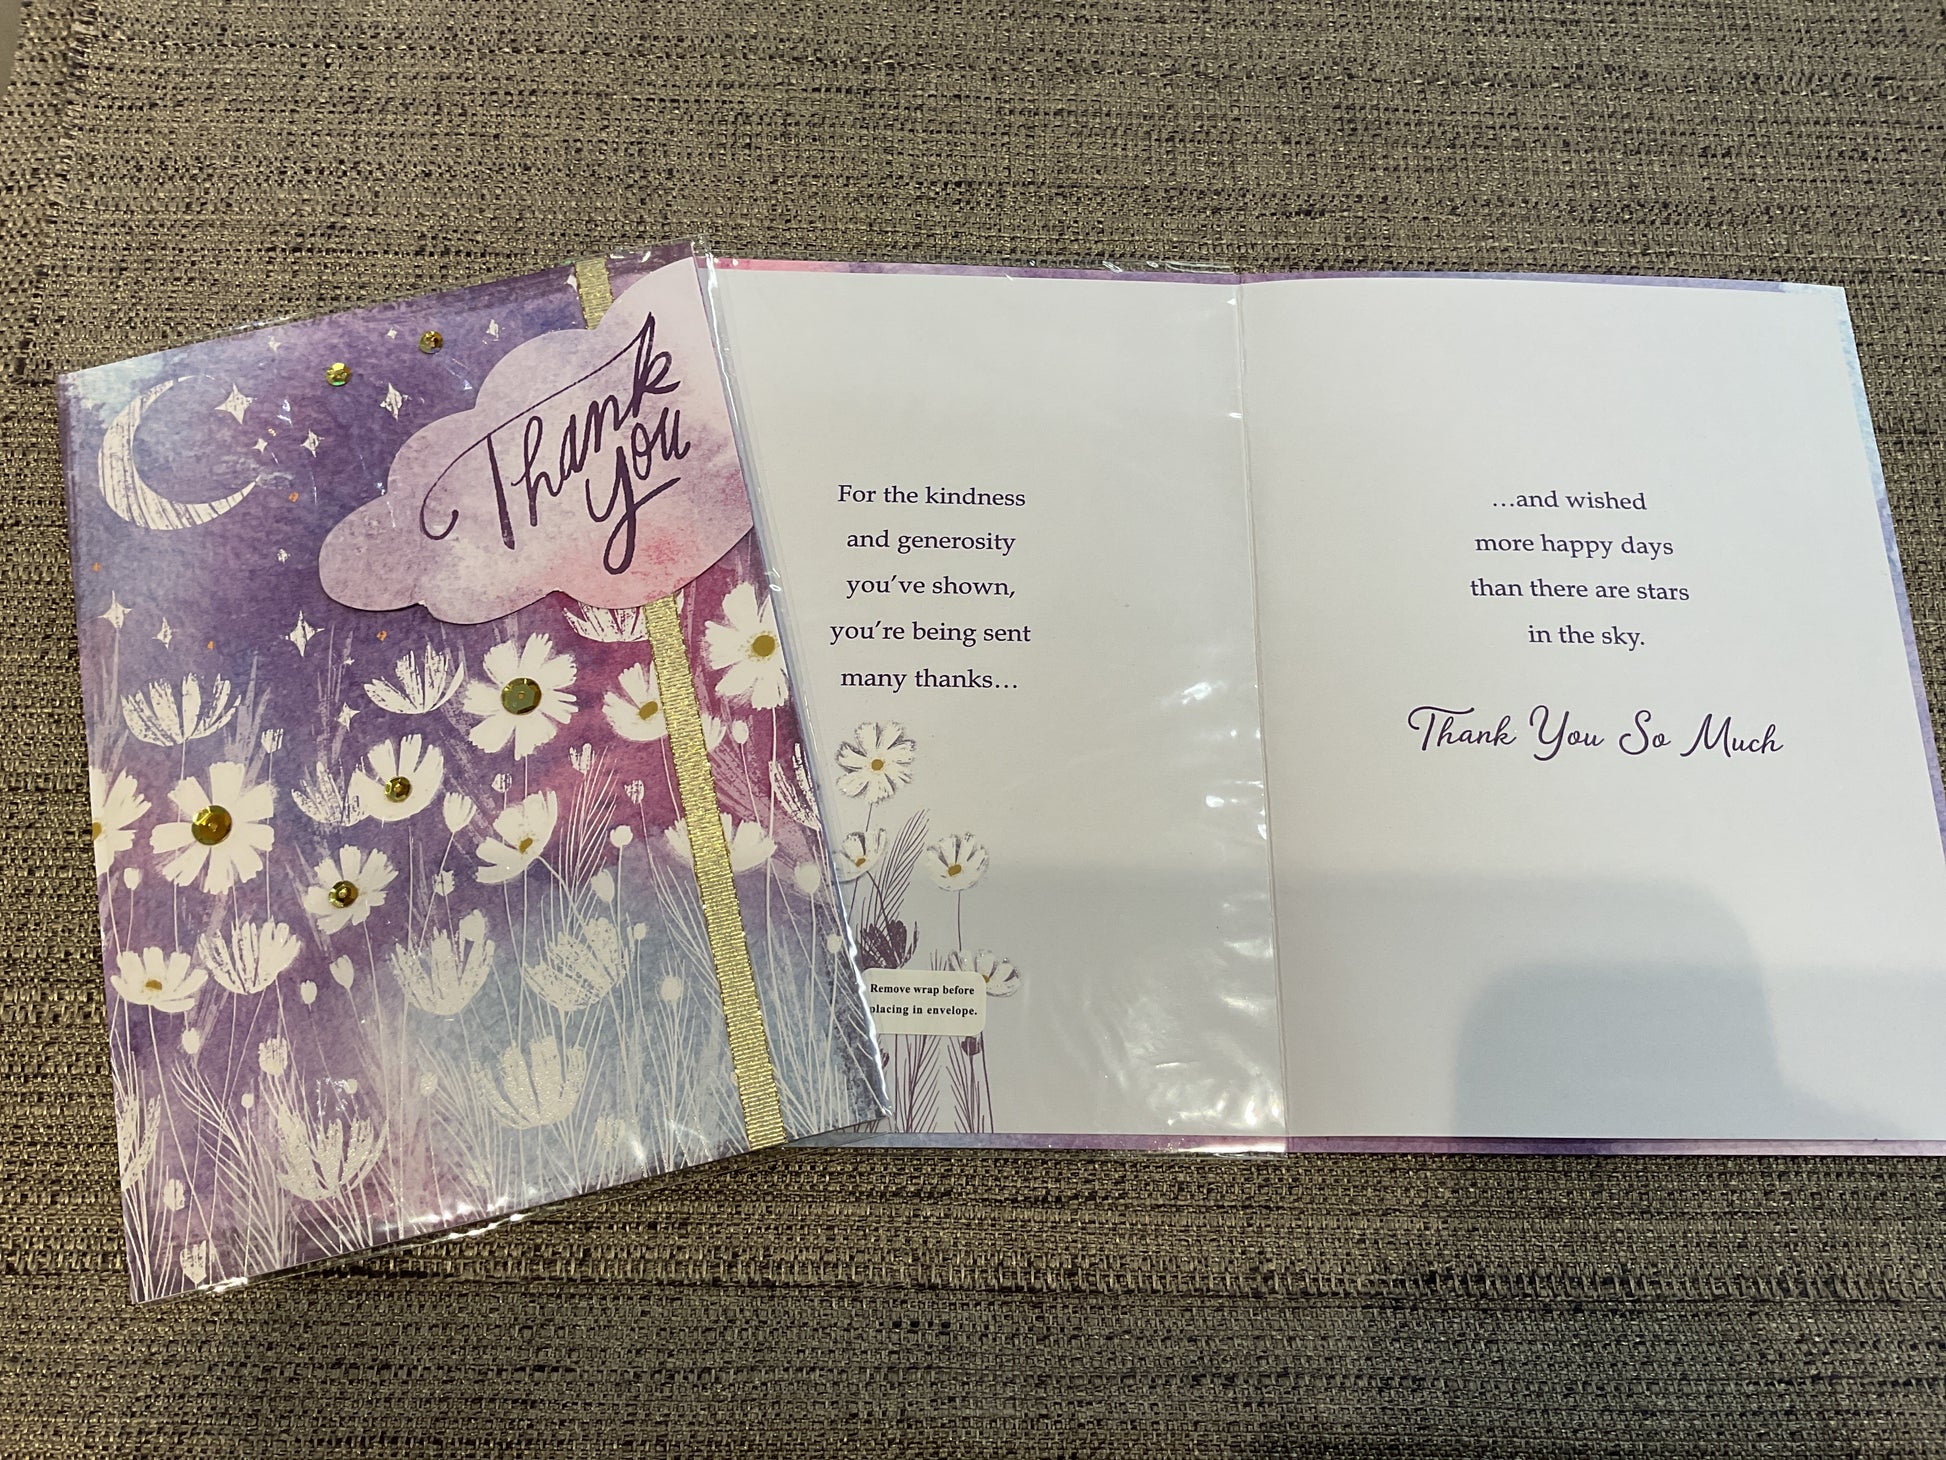 Thank
you
For the kindness
and generosity
you've shown,
you're being sent
many thanks...
Remove wrap before
placing in envelope.
...and wished
more happy days
than there are stars
in the sky.
Thank You So Much